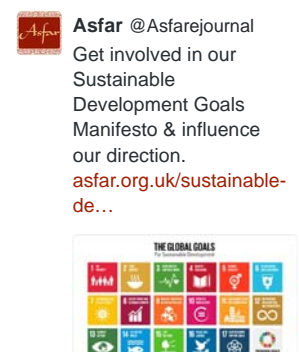 Asfar
Asfar @Asfarejournal
Get involved in our
Sustainable
Development Goals
Manifesto & influence
our direction.
asfar.org.uk/sustainable-
de…
THE GLOBAL GOALS
For Sustainable Development